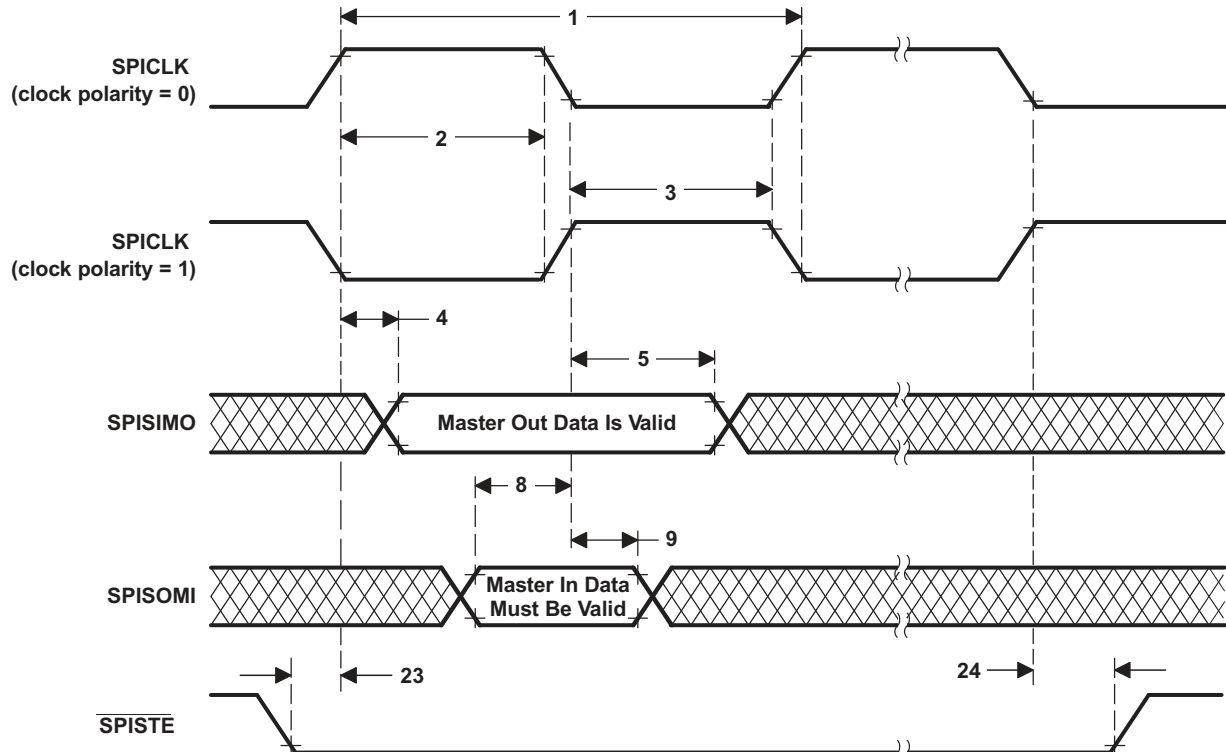 1
SPICLK
(clock polarity = 0)
2
3
SPICLK
(clock polarity = 1)
4
5
SPISIMO
Master Out Data Is Valid
8
9
SPISOMI
Master In Data
Must Be Valid
23
24
SPISTE